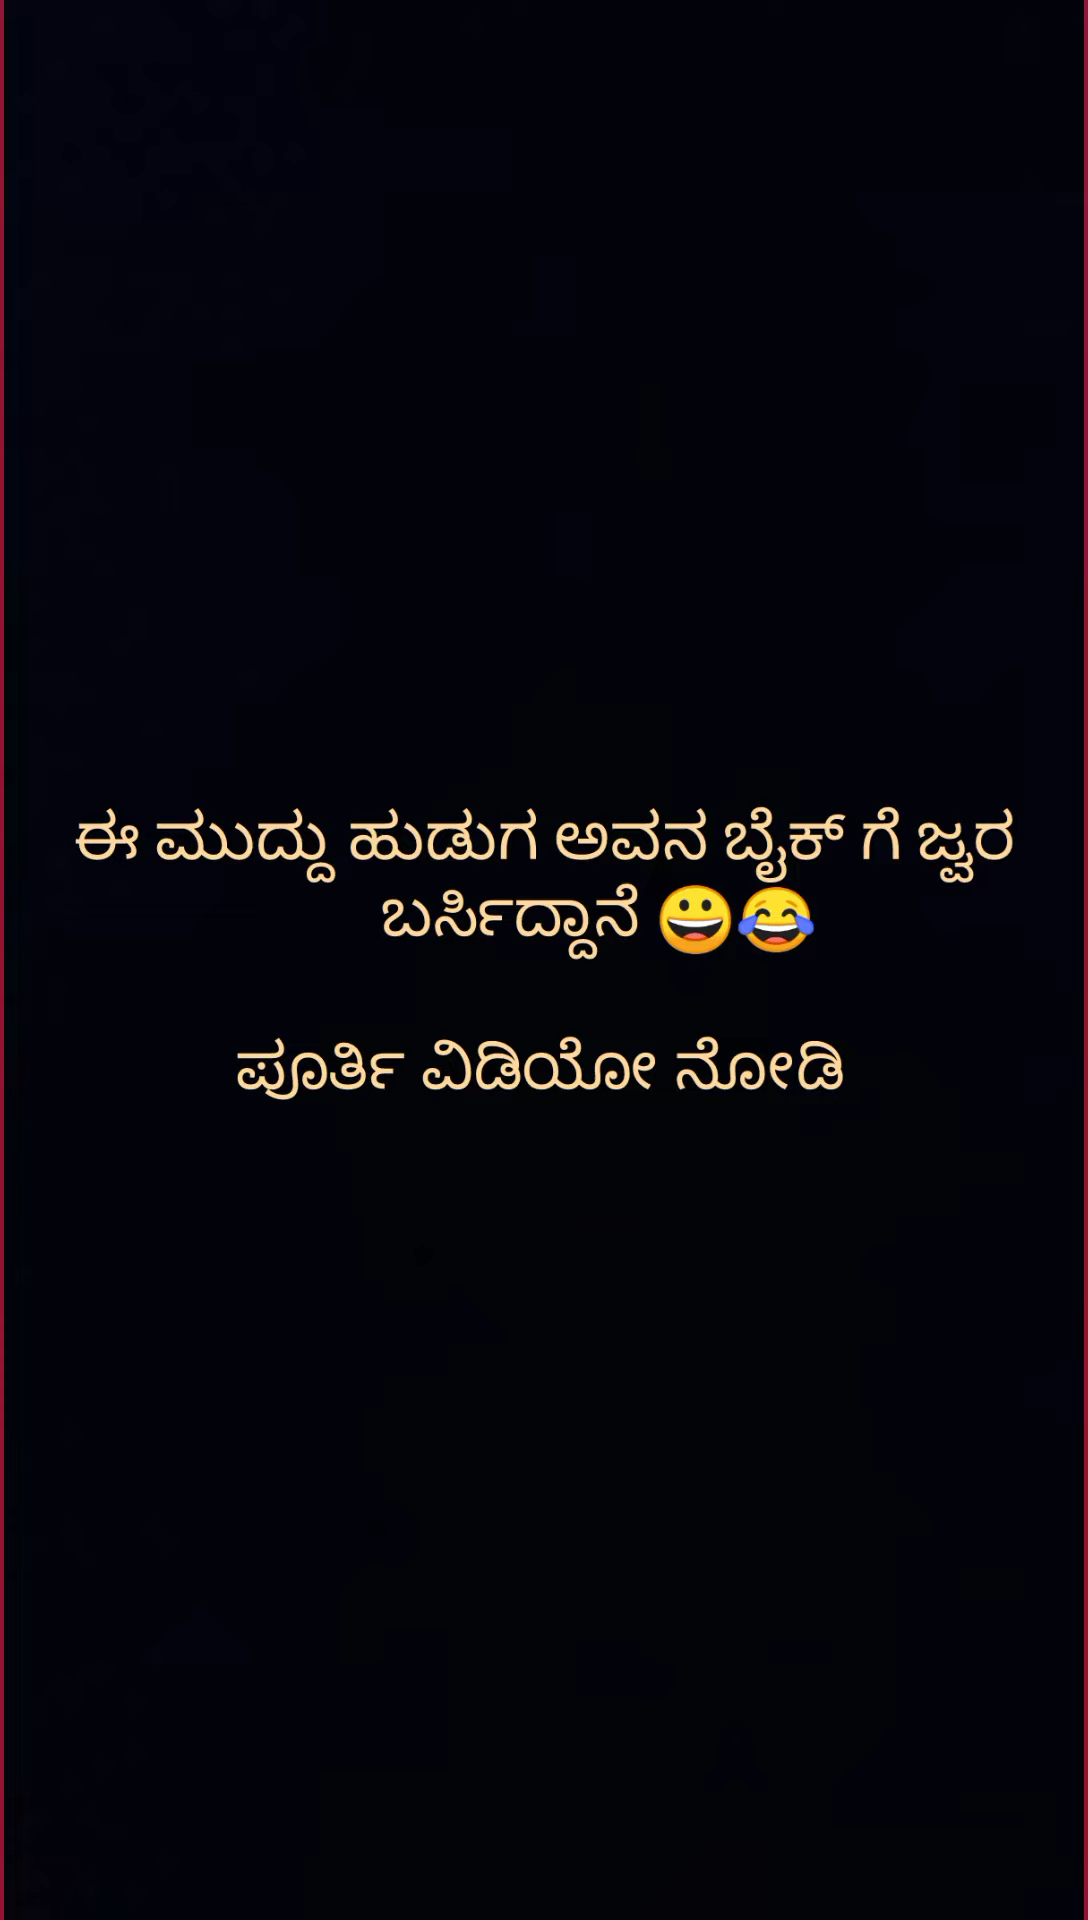 ಈ ಮುದ್ದು ಹುಡುಗ ಅವನ ಬೈಕ್ ಗೆ ಜ್ವರ
ಬರ್ಸಿದ್ದಾನೆ 😀😂
ಪೂರ್ತಿ ವಿಡಿಯೋ ನೋಡಿ